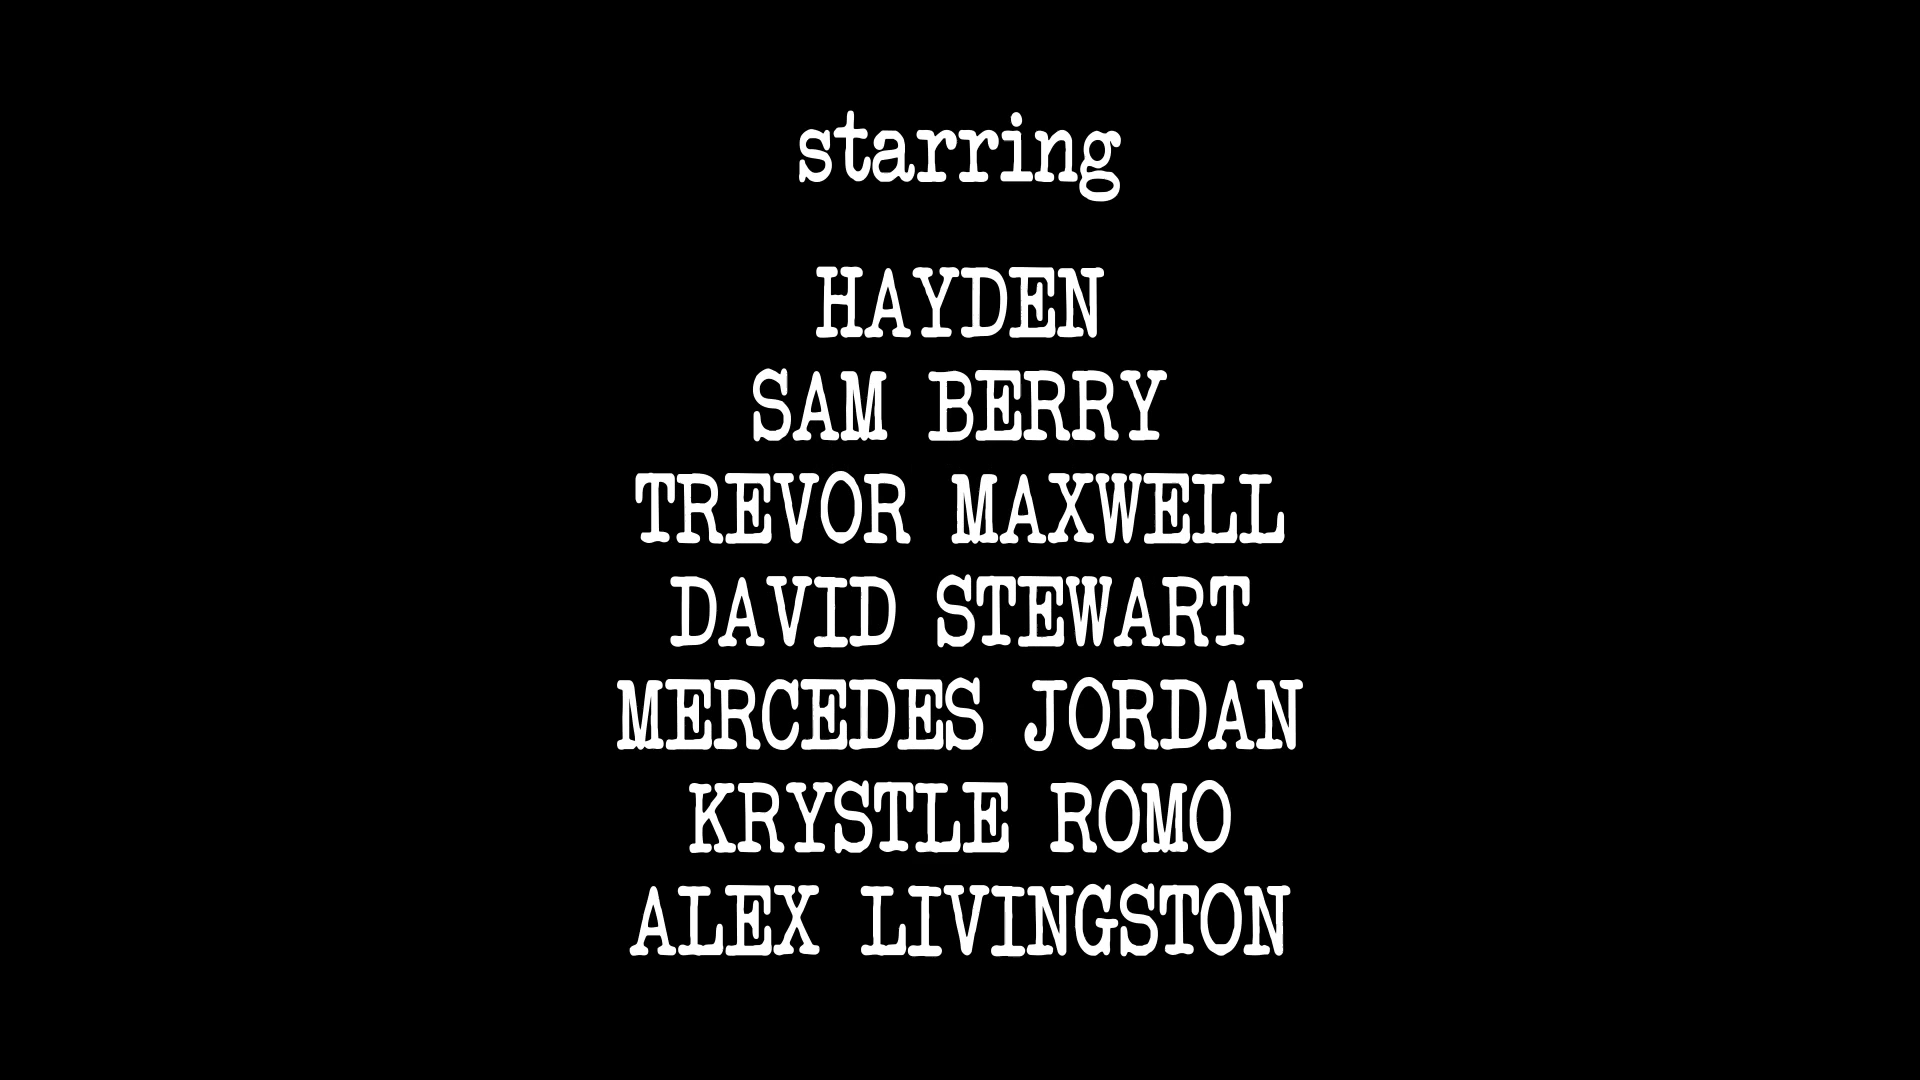 starring
HAYDEN
SAM BERRY
TREVOR MAXWELL
DAVID STEWART
MERCEDES JORDAN
KRYSTLE ROMO
ALEX LIVINGSTON